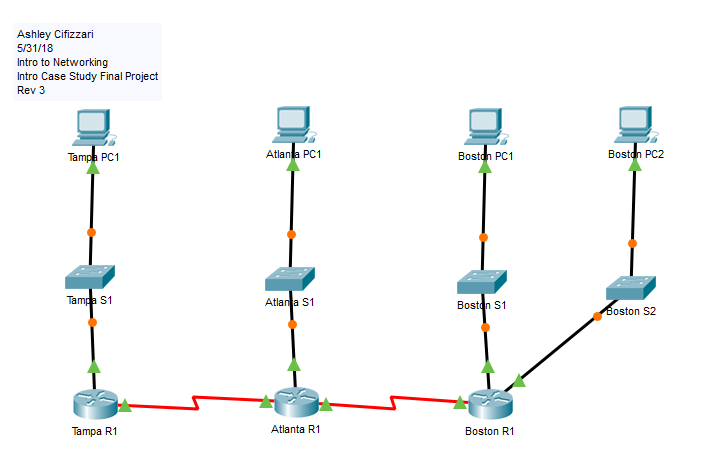 Ashley Cifizzari
5/31/18
Intro to Networking
Intro Case Study Final Project
Rev 3
Tampa PC1
Atlanta PC1
Boston PC1
Boston PC2
Tampa S1
Atlanta S1
Boston S1
Boston S2
Tampa R1
Atlanta R1
Boston R1